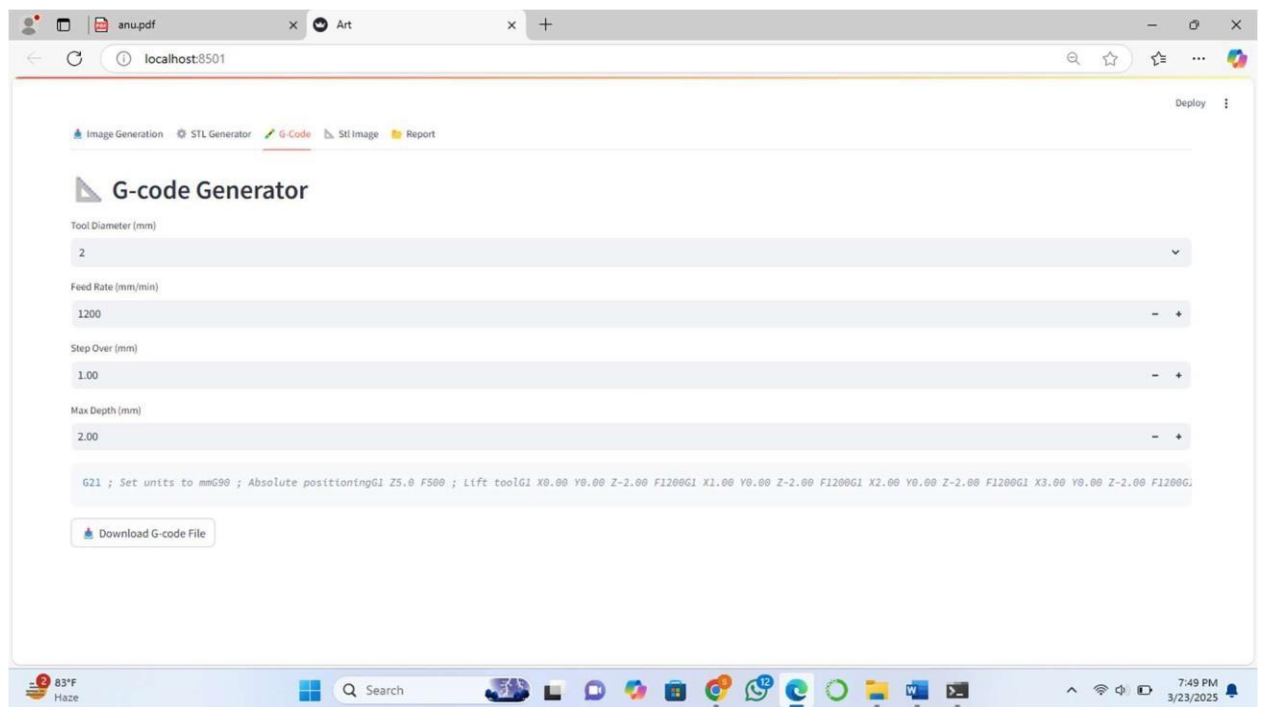 anu.pdf
Art
localhost:8501
Deploy
Image Generation STL Generator G-Code Stl Image Report
G-code Generator
Tool Diameter (mm)
2
Feed Rate (mm/min)
1200
Step Over (mm)
1.00
Max Depth (mm)
2.00
G21 ; Set units to mmG90 ; Absolute positioningG1 Z5.0 F500 ; Lift toolG1 X0.00 Y0.00 Z-2.00 F1200G1 X1.00 Y0.00 Z-2.00 F1200G1 X2.00 Y0.00 Z-2.00 F1200G1 X3.00 Y0.00 Z-2.00 F1200G1
Download G-code File
2
83°F
Haze
Search
12
7:49 PM
3/23/2025